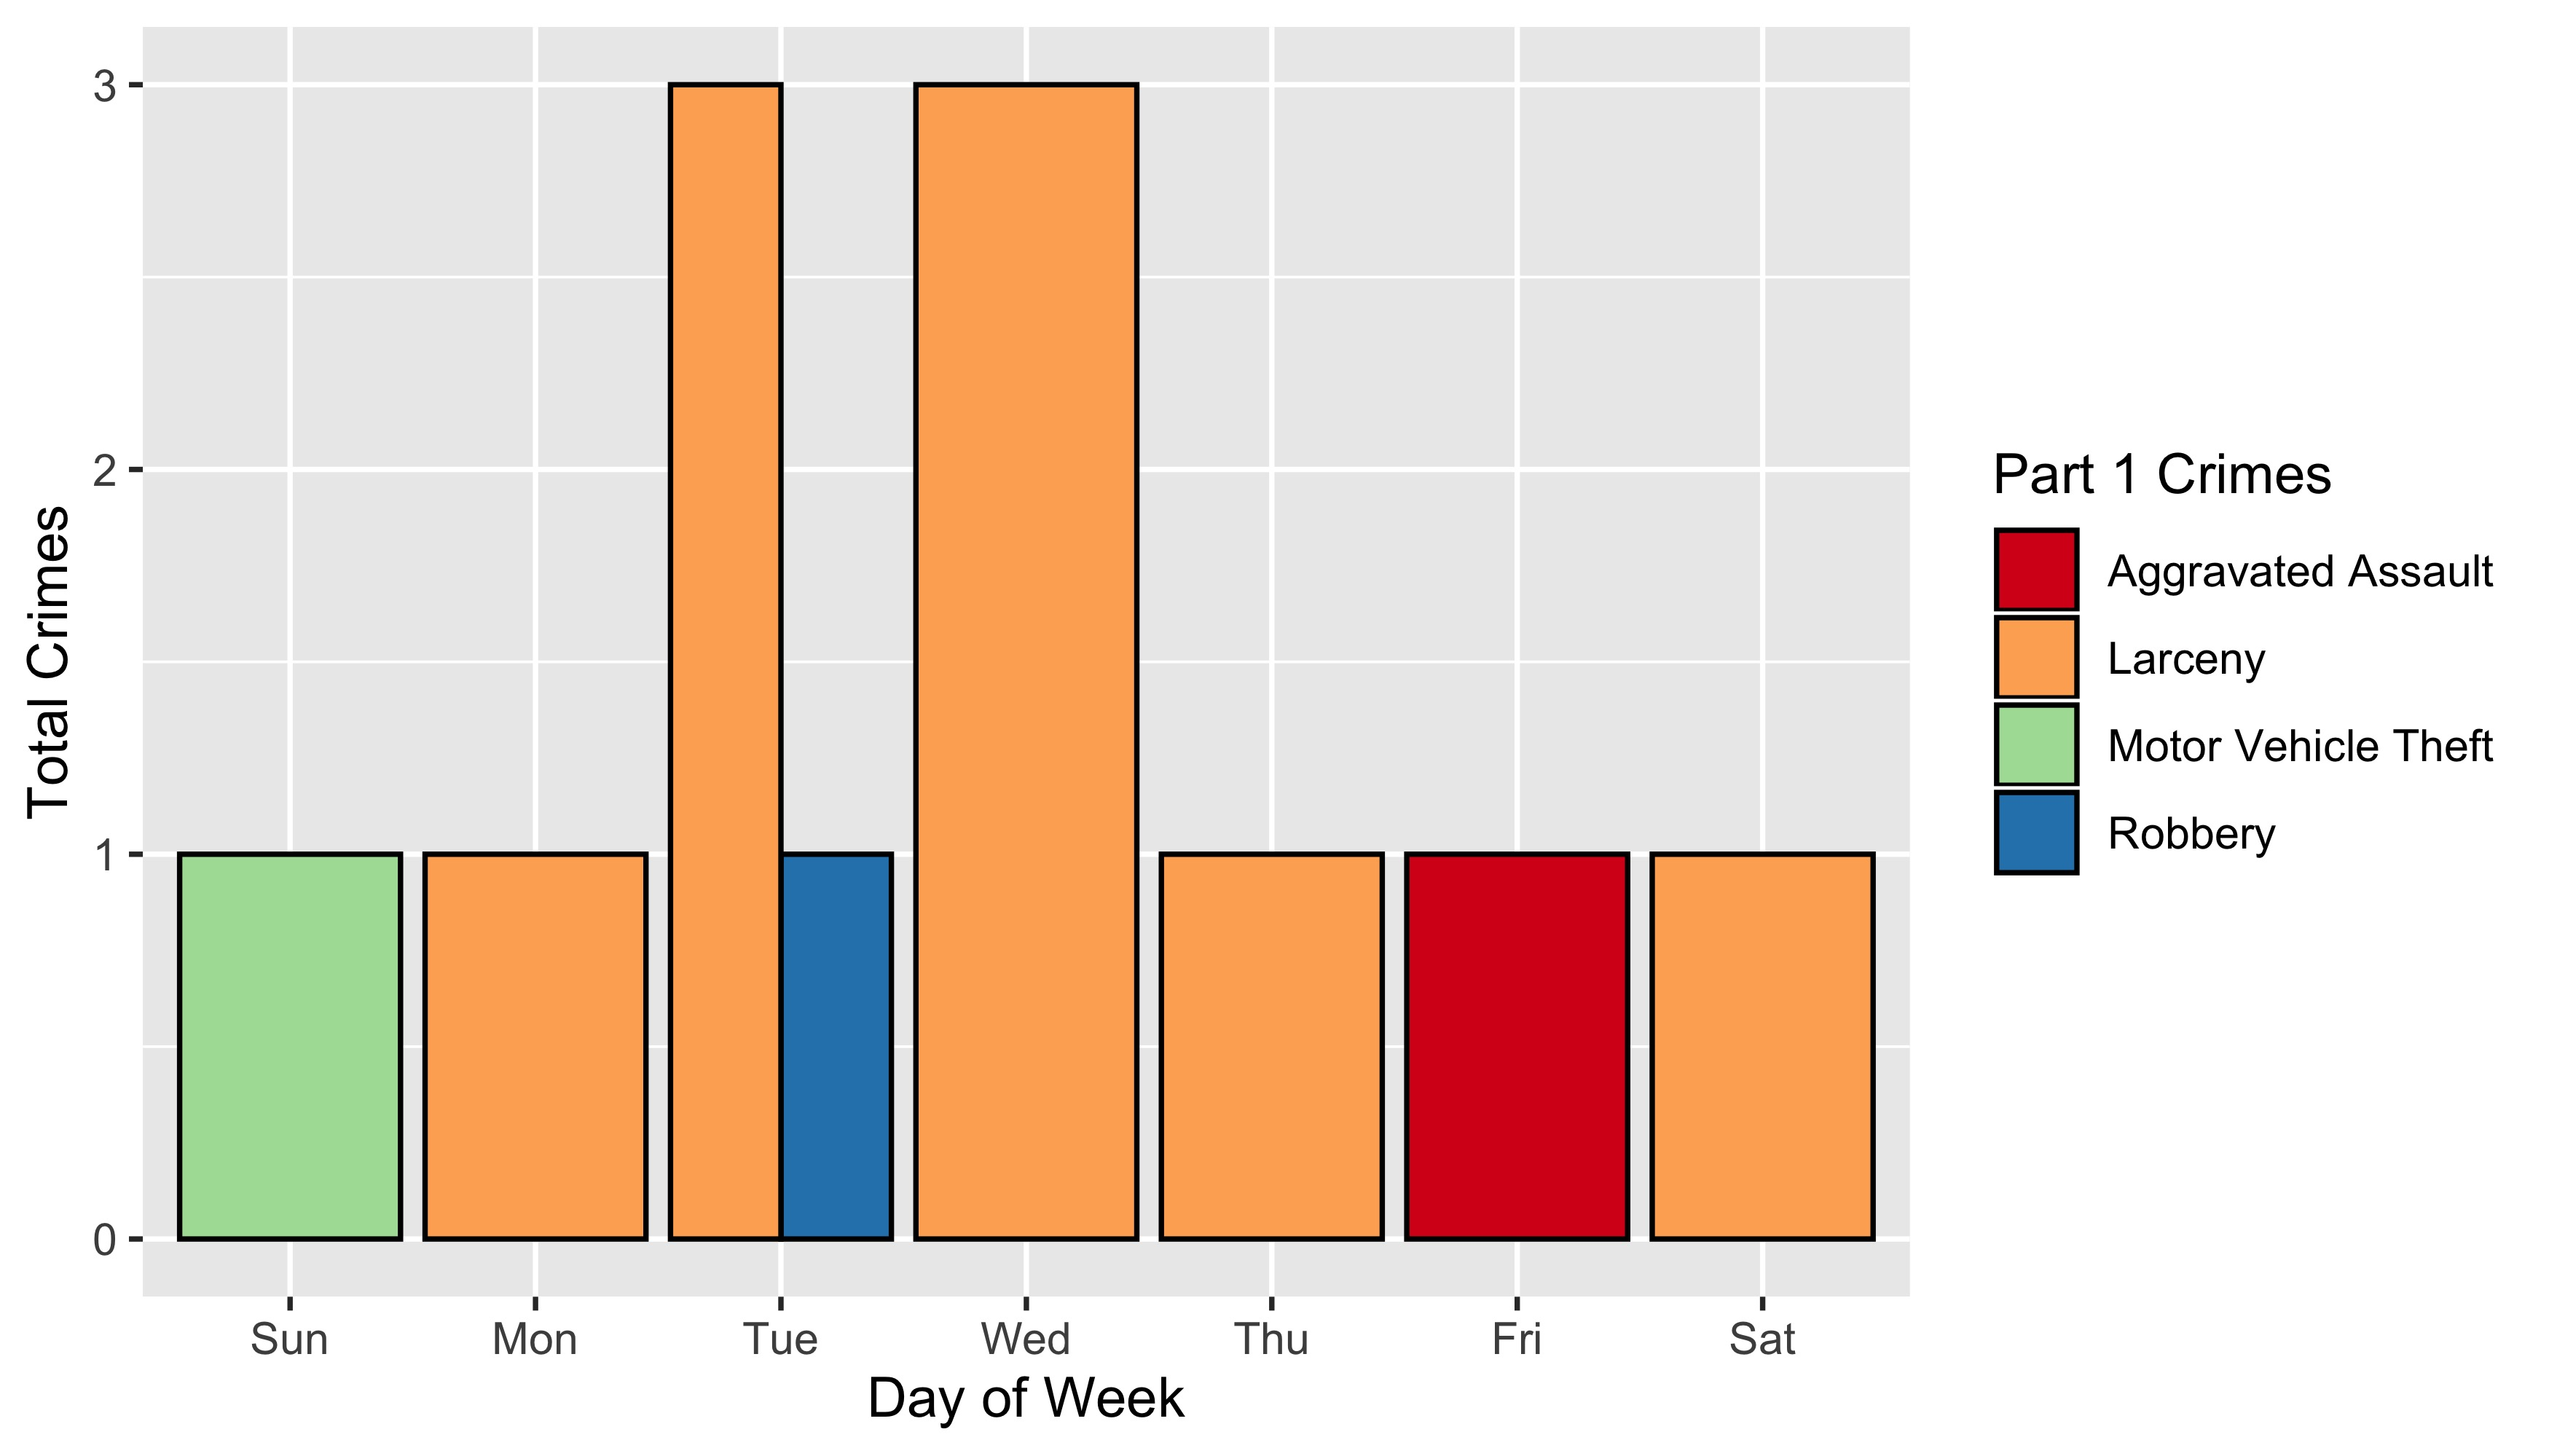 Total Crimes
3
2
1
0
Sun Mon Tue Wed Thu Fri Sat
Day of Week
Part 1 Crimes
Aggravated Assault
Larceny
Motor Vehicle Theft
Robbery